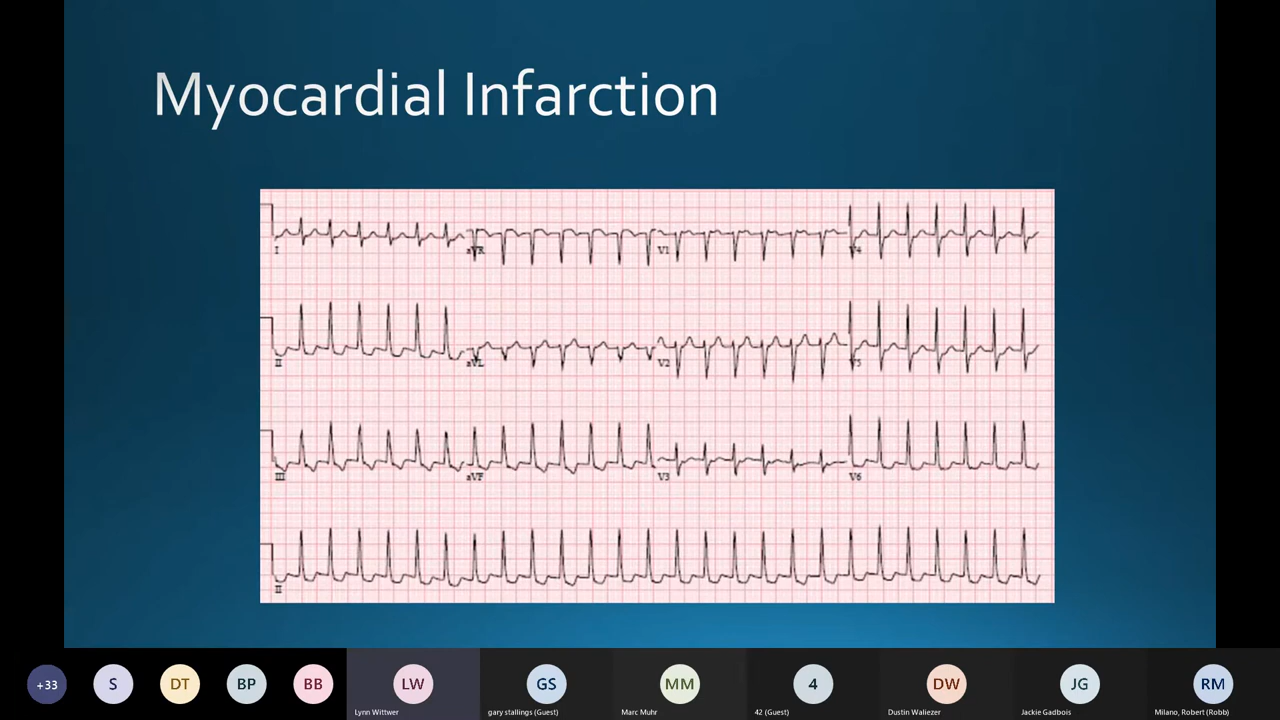 Myocardial Infarction
I aVR V1 V4
II aVL V2 V5
III aVF V3 V6
II
+33 S DT BP BB LW GS MM 4 DW JG RM
Lynn Wittwer gary stallings (Guest) Marc Muhr 42 (Guest) Dustin Waliezer Jackie Gadbois Milano, Robert (Robb)